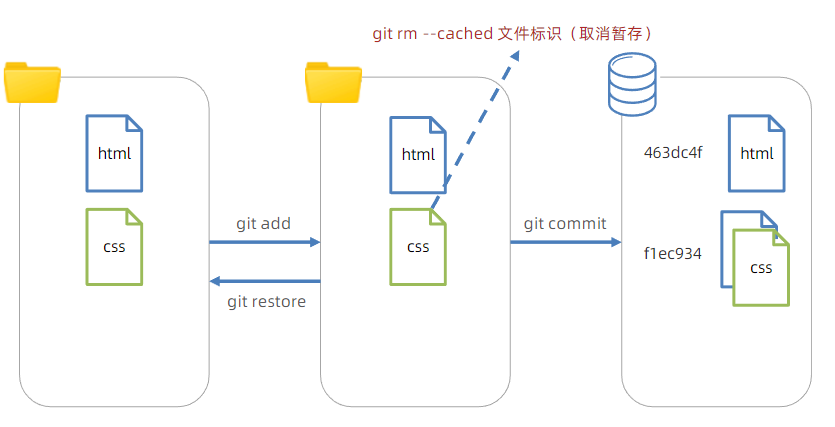 git rm --cached 文件标识（取消暂存）
html
css
git add
git restore
html
css
git commit
463dc4f
html
f1ec934
css